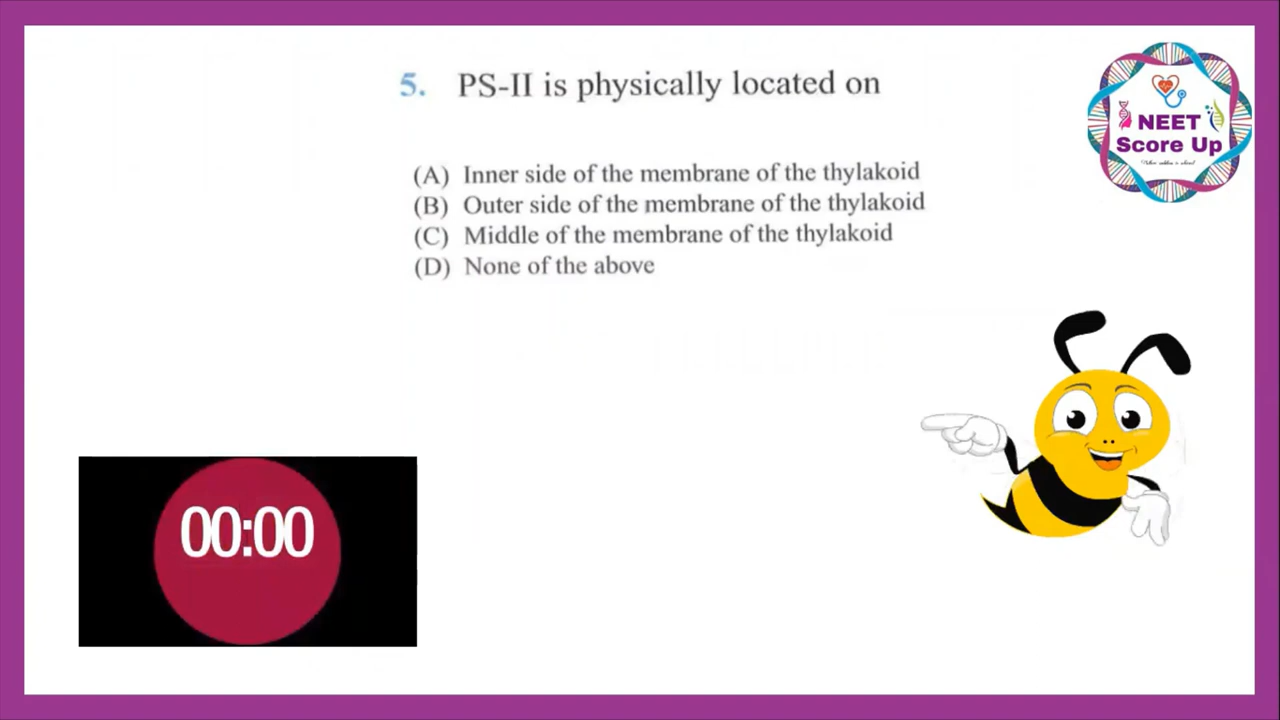 5. PS-II is physically located on
NEET
Score Up
(A) Inner side of the membrane of the thylakoid
(B) Outer side of the membrane of the thylakoid
(C) Middle of the membrane of the thylakoid
(D) None of the above
00:00